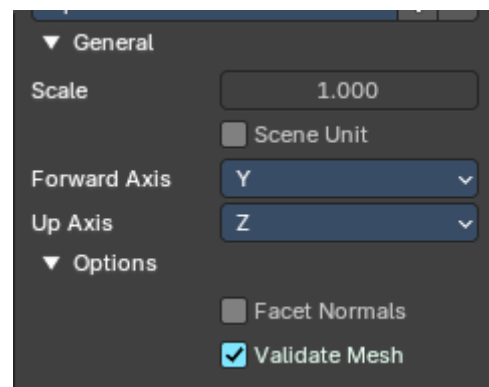 General
Scale 1.000
Scene Unit
Forward Axis Y
Up Axis Z
Options
Facet Normals
Validate Mesh